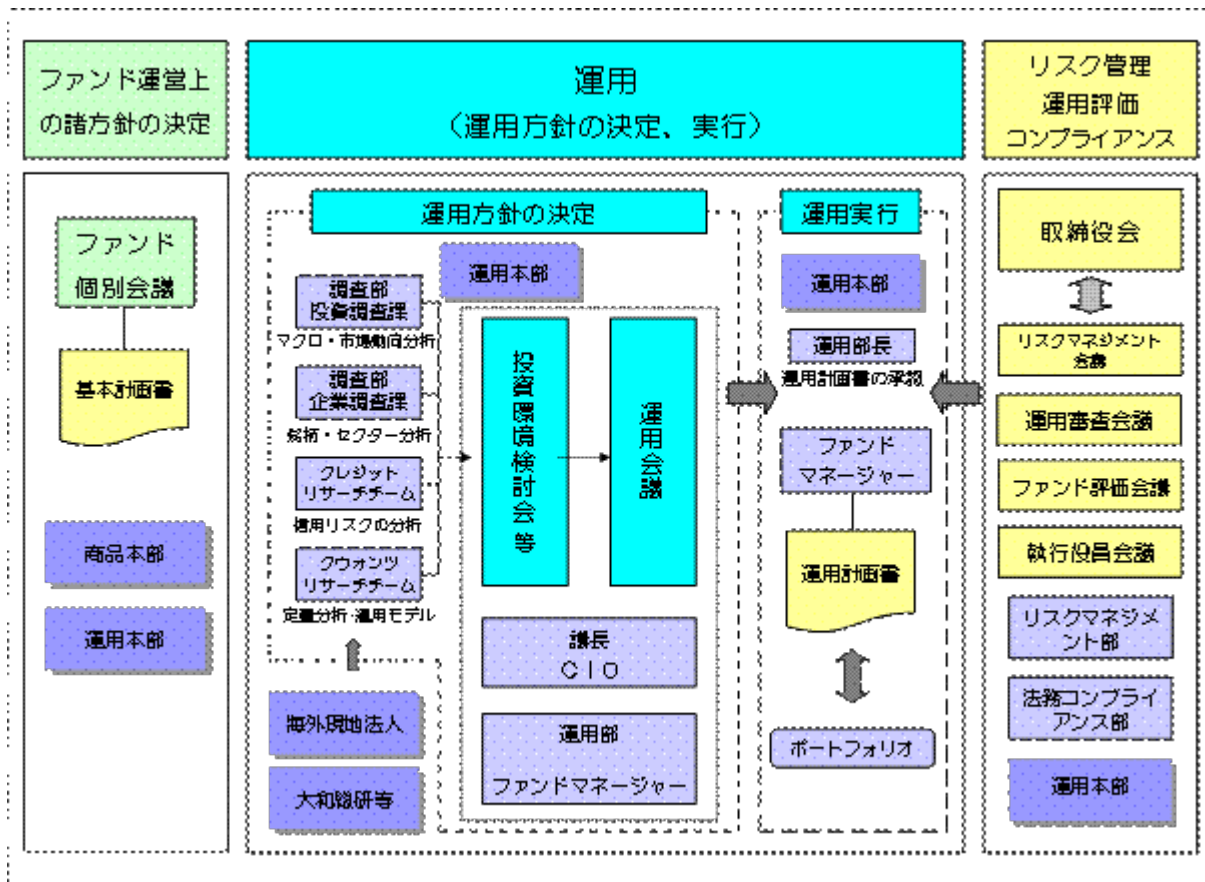 ファンド運営上
の諸方針の決定
運用
（運用方針の決定、実行）
リスク管理
運用評価
コンプライアンス
ファンド
個別会議
基本計画書
商品本部
運用本部
運用方針の決定
運用本部
調査部
投資調査課
マクロ・市場動向分析
調査部
企業調査課
銘柄・セクター分析
クレジット
リサーチチーム
信用リスクの分析
クウォンツ
リサーチチーム
定量分析・運用モデル
海外現地法人
大和総研等
投資環境検討会等
運用会議
議長
ＣＩＯ
運用部
ファンドマネージャー
運用実行
運用本部
運用部長
運用計画書の承認
ファンド
マネージャー
運用計画書
ポートフォリオ
取締役会
リスクマネジメント
会議
運用審査会議
ファンド評価会議
執行役員会議
リスクマネジメ
ント部
法務コンプライ
アンス部
運用本部